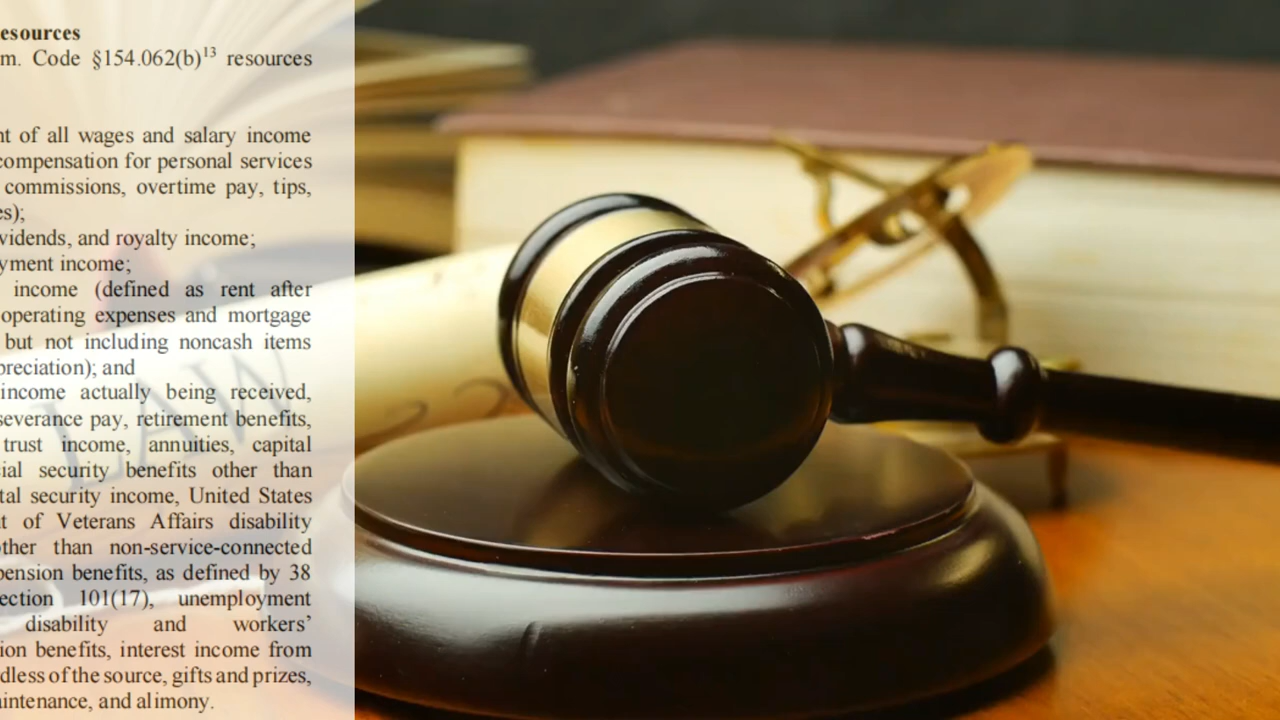 esources
m. Code §154.062(b)13 resources
nt of all wages and salary income
compensation for personal services
commissions, overtime pay, tips,
es);
vidends, and royalty income;
yment income;
income (defined as rent after
operating expenses and mortgage
but not including noncash items
preciation); and
income actually being received,
severance pay, retirement benefits,
trust income, annuities, capital
ial security benefits other than
tal security income, United States
t of Veterans Affairs disability
other than non-service-connected
pension benefits, as defined by 38
ection 101(17), unemployment
disability and workers’
ion benefits, interest income from
dless of the source, gifts and prizes,
aintenance, and alimony.
LAW